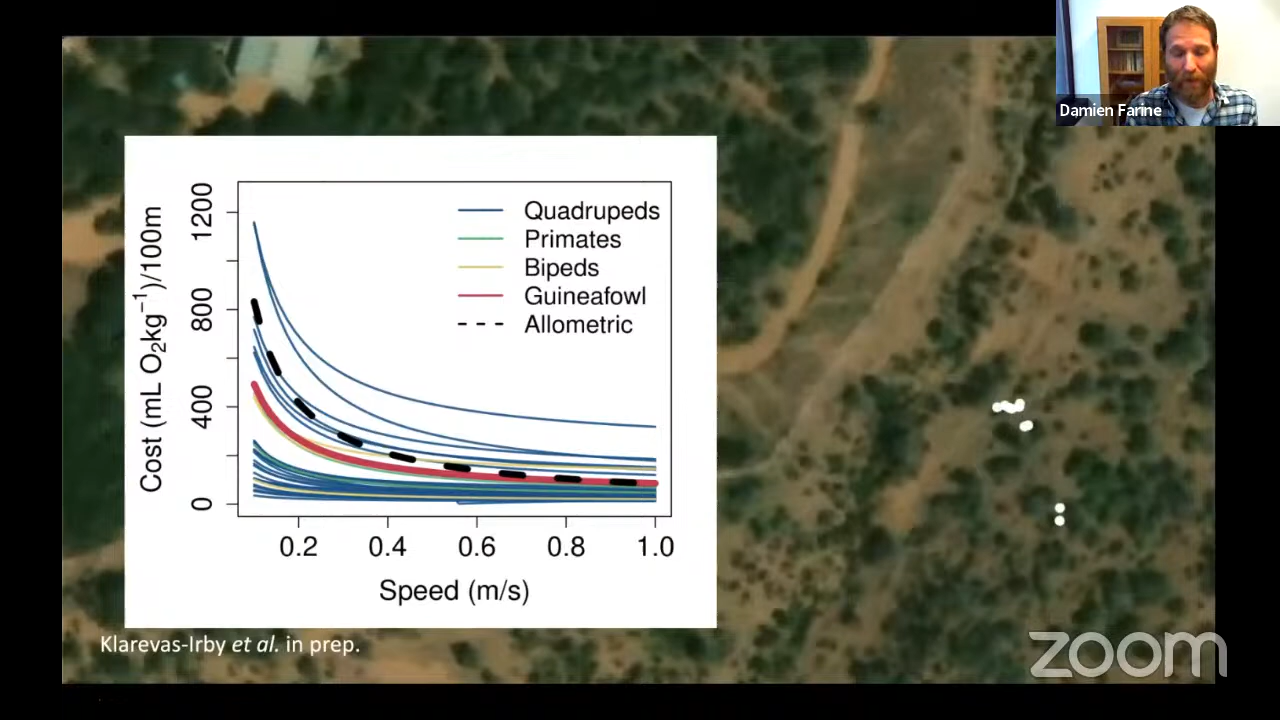 Damien Farine
Cost (mL O₂kg⁻¹)/100m
1200
800
400
0
Quadrupeds
Primates
Bipeds
Guineafowl
Allometric
0.2 0.4 0.6 0.8 1.0
Speed (m/s)
Klarevas-Irby et al. in prep.
zoom